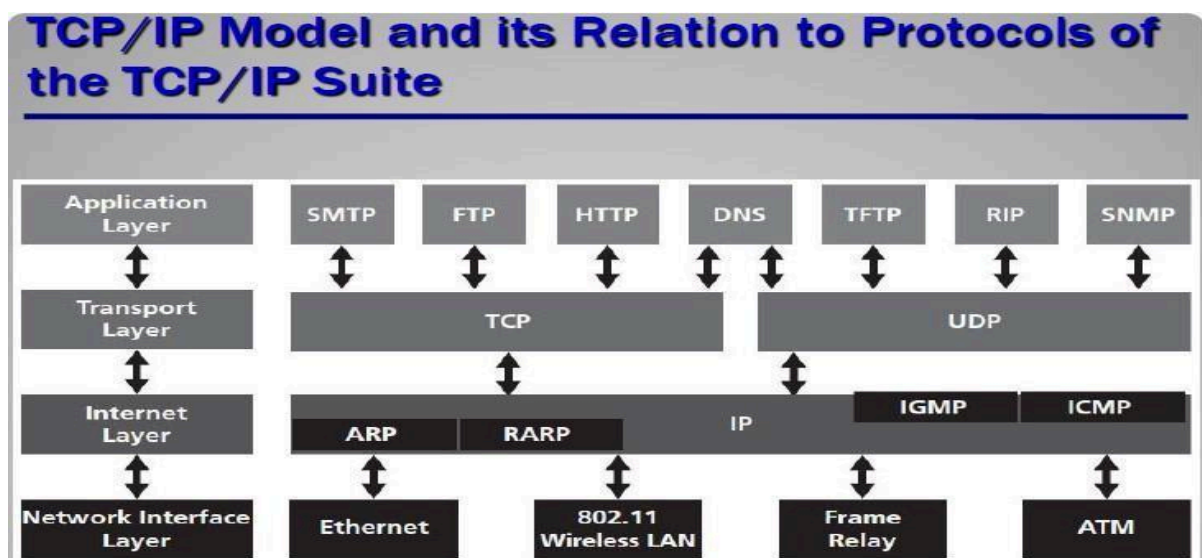 TCP/IP Model and its Relation to Protocols of
the TCP/IP Suite
Application
Layer
SMTP
FTP
HTTP
DNS
TFTP
RIP
SNMP
Transport
Layer
TCP
UDP
Internet
Layer
ARP
RARP
IP
IGMP
ICMP
Network Interface
Layer
Ethernet
802.11
Wireless LAN
Frame
Relay
ATM